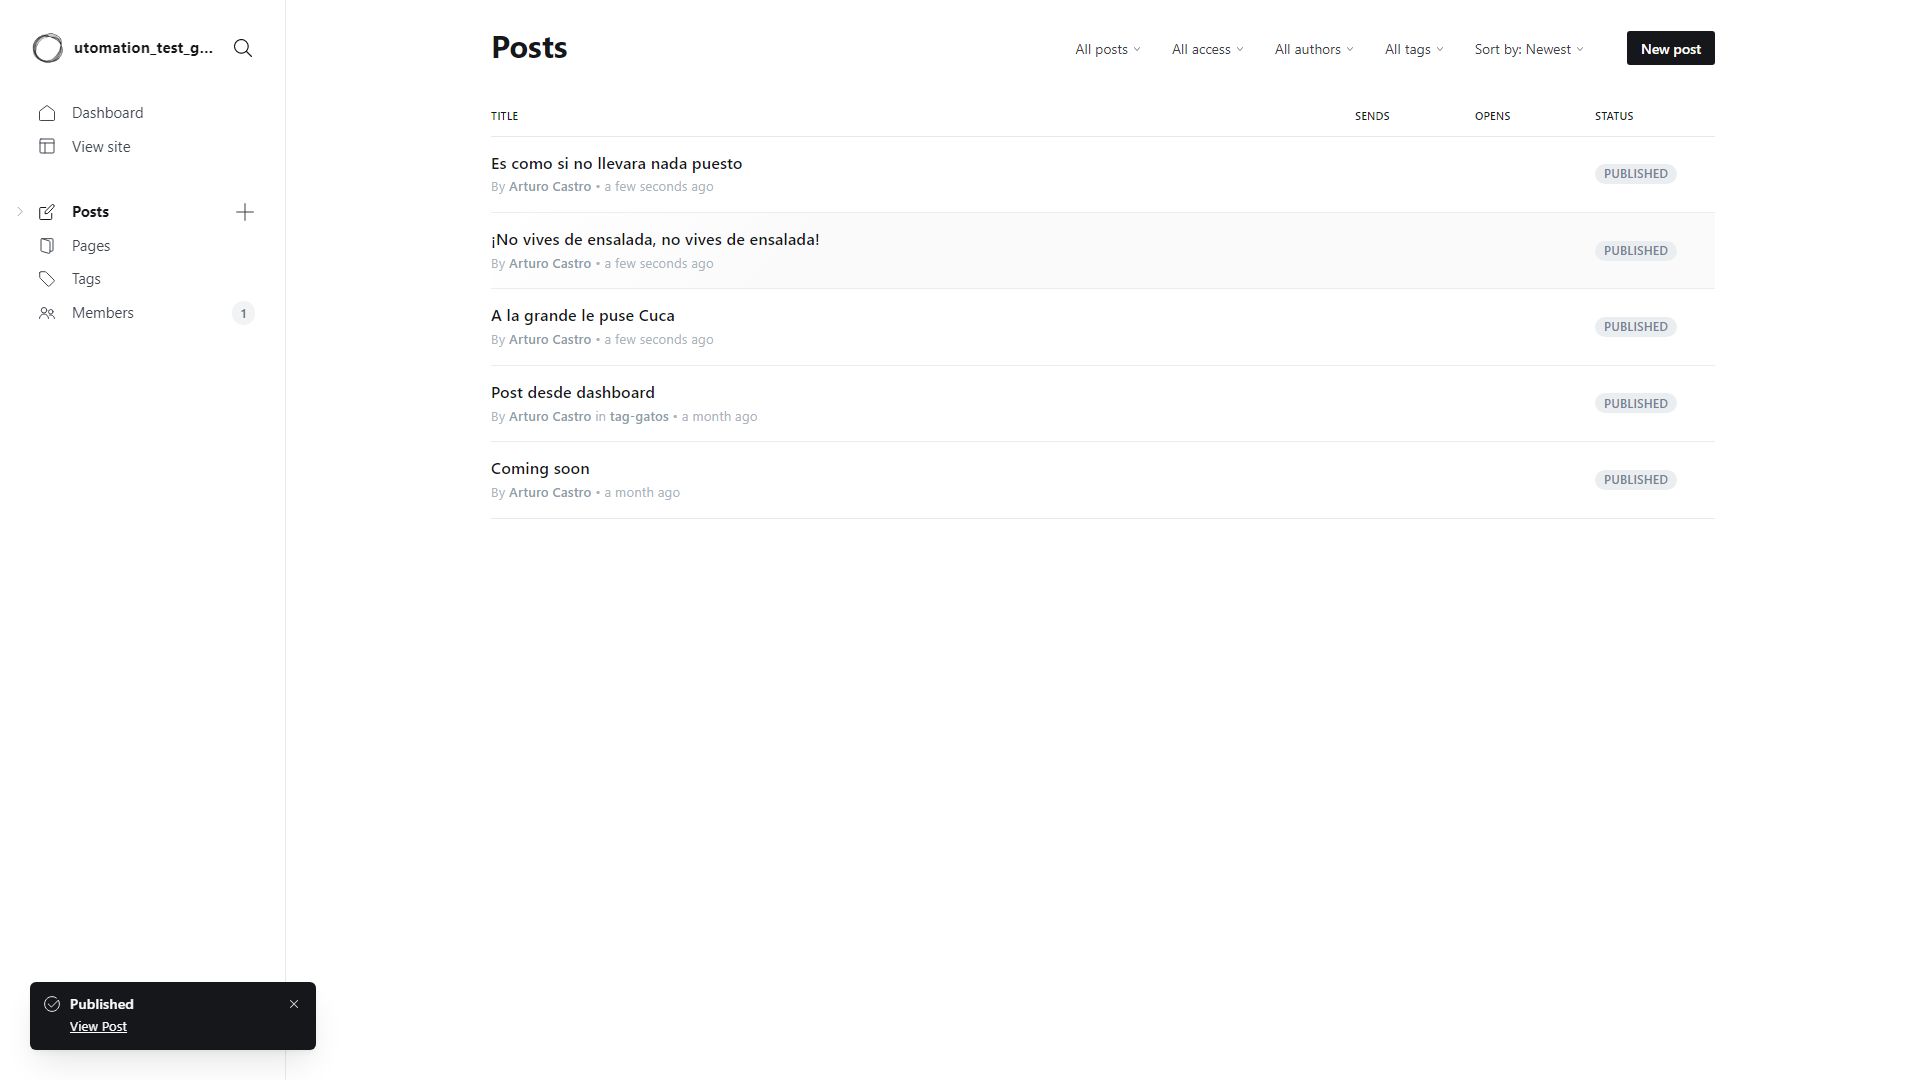 utomation_test_g...
Dashboard
View site
Posts
Pages
Tags
Members 1
Posts
All posts All access All authors All tags Sort by: Newest New post
TITLE SENDS OPENS STATUS
Es como si no llevara nada puesto
By Arturo Castro • a few seconds ago
PUBLISHED
¡No vives de ensalada, no vives de ensalada!
By Arturo Castro • a few seconds ago
PUBLISHED
A la grande le puse Cuca
By Arturo Castro • a few seconds ago
PUBLISHED
Post desde dashboard
By Arturo Castro in tag-gatos • a month ago
PUBLISHED
Coming soon
By Arturo Castro • a month ago
PUBLISHED
Published
View Post